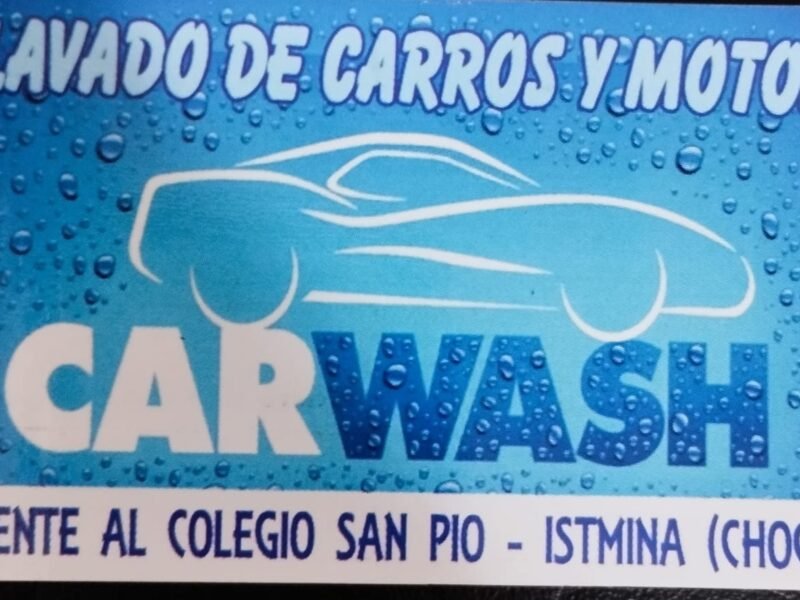 LAVADO DE CARROS Y MOTO
CARWASH
ENTE AL COLEGIO SAN PIO - ISTMINA (CHOC